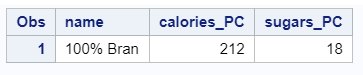 Obs name calories_PC sugars_PC
1 100% Bran 212 18